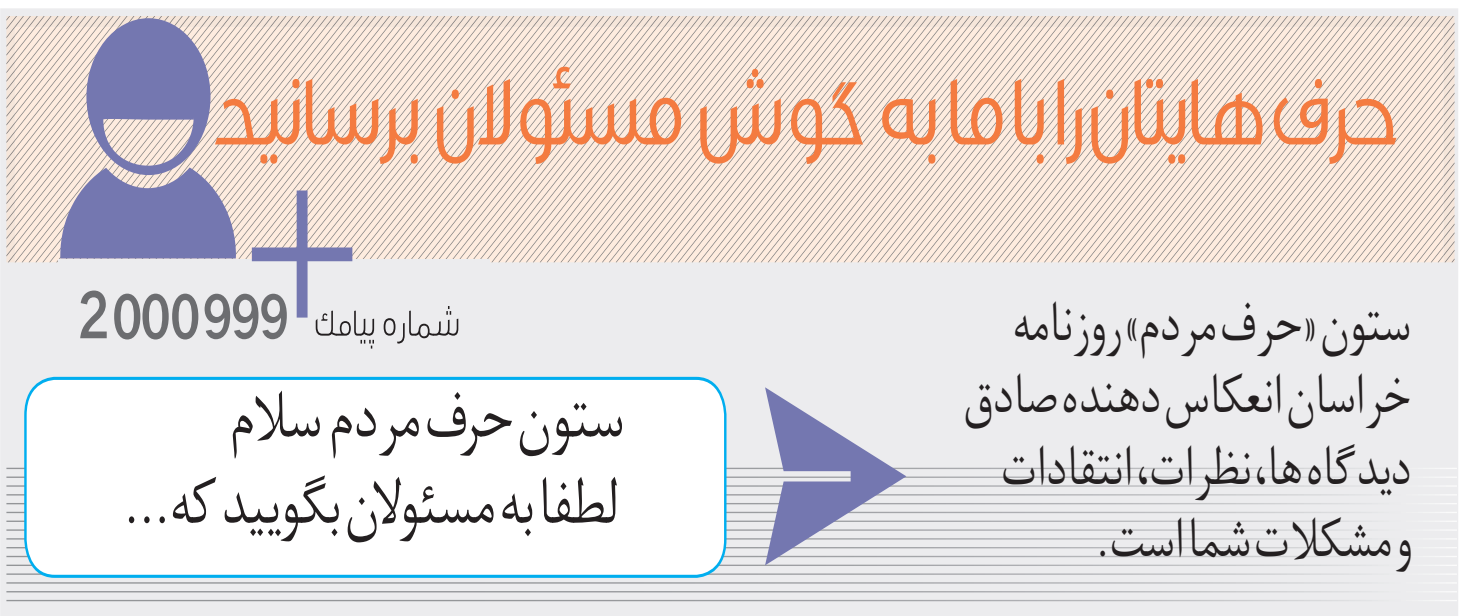 حرف‌هایتان را با ما به گوش مسئولان برسانید
شماره پیامك 2000999
ستون «حرف مردم» روزنامه
خراسان انعکاس دهنده صادق
دیدگاه ها، نظرات، انتقادات
و مشکلات شما است.
ستون حرف مردم سلام
لطفا به مسئولان بگویید که...